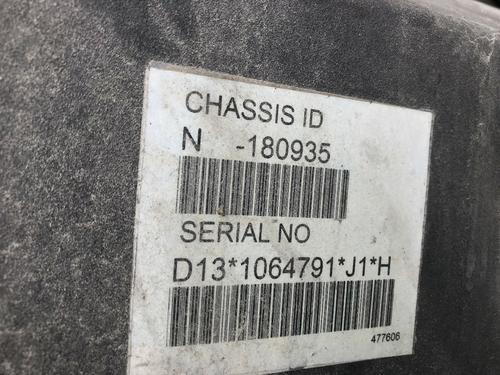 CHASSIS ID
N -180935
SERIAL NO
D13*1064791*J1*H
477606